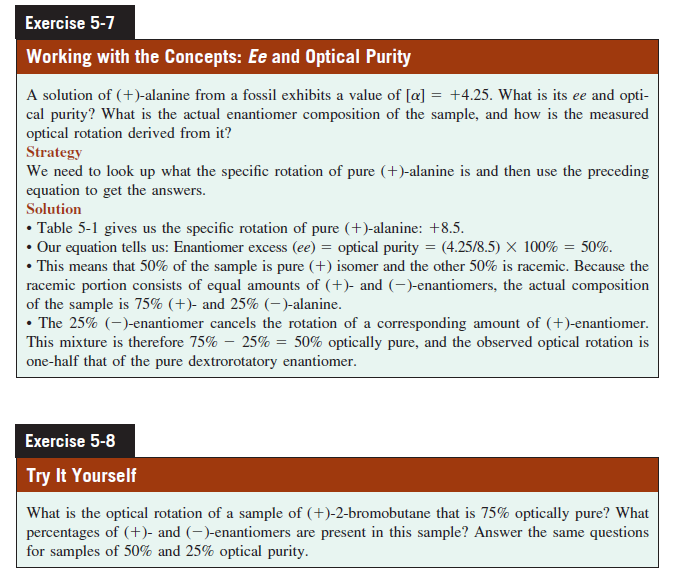 Exercise 5-7
Working with the Concepts: Ee and Optical Purity
A solution of (+)-alanine from a fossil exhibits a value of [α] = +4.25. What is its ee and opti-
cal purity? What is the actual enantiomer composition of the sample, and how is the measured
optical rotation derived from it?
Strategy
We need to look up what the specific rotation of pure (+)-alanine is and then use the preceding
equation to get the answers.
Solution
• Table 5-1 gives us the specific rotation of pure (+)-alanine: +8.5.
• Our equation tells us: Enantiomer excess (ee) = optical purity = (4.25/8.5) × 100% = 50%.
• This means that 50% of the sample is pure (+) isomer and the other 50% is racemic. Because the
racemic portion consists of equal amounts of (+)- and (−)-enantiomers, the actual composition
of the sample is 75% (+)- and 25% (−)-alanine.
• The 25% (−)-enantiomer cancels the rotation of a corresponding amount of (+)-enantiomer.
This mixture is therefore 75% − 25% = 50% optically pure, and the observed optical rotation is
one-half that of the pure dextrorotatory enantiomer.
Exercise 5-8
Try It Yourself
What is the optical rotation of a sample of (+)-2-bromobutane that is 75% optically pure? What
percentages of (+)- and (−)-enantiomers are present in this sample? Answer the same questions
for samples of 50% and 25% optical purity.